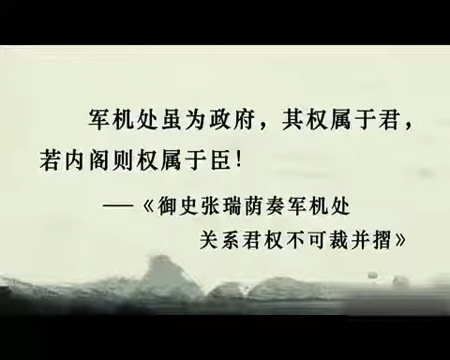 军机处虽为政府，其权属于君，
若内阁则权属于臣！
—《御史张瑞荫奏军机处
关系君权不可裁并摺》